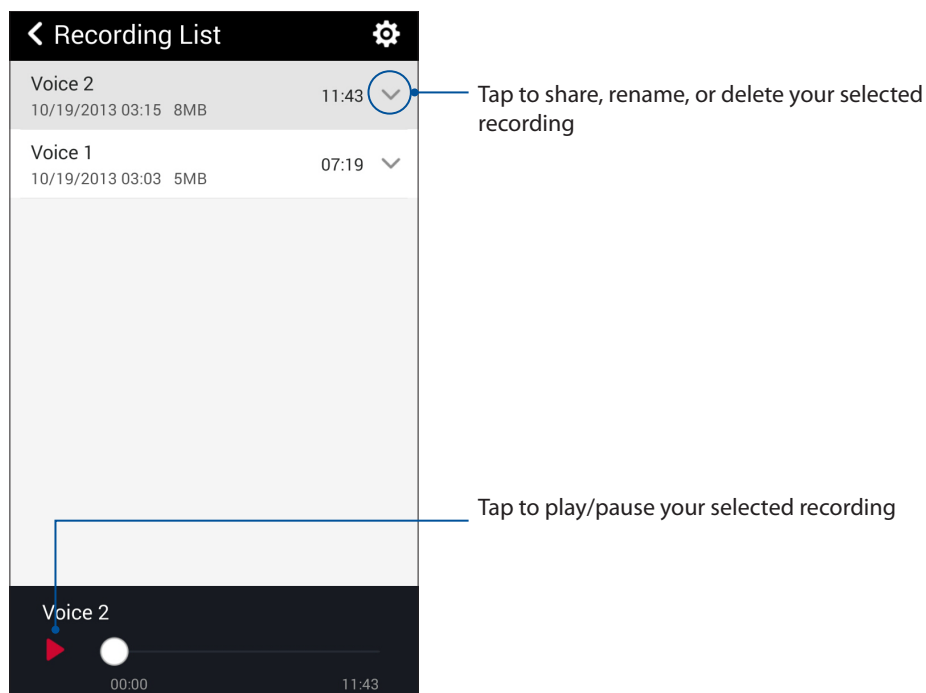 Recording List
Voice 2
11:43
10/19/2013 03:15 8MB
Tap to share, rename, or delete your selected
recording
Voice 1
07:19
10/19/2013 03:03 5MB
Tap to play/pause your selected recording
Voice 2
00:00 11:43